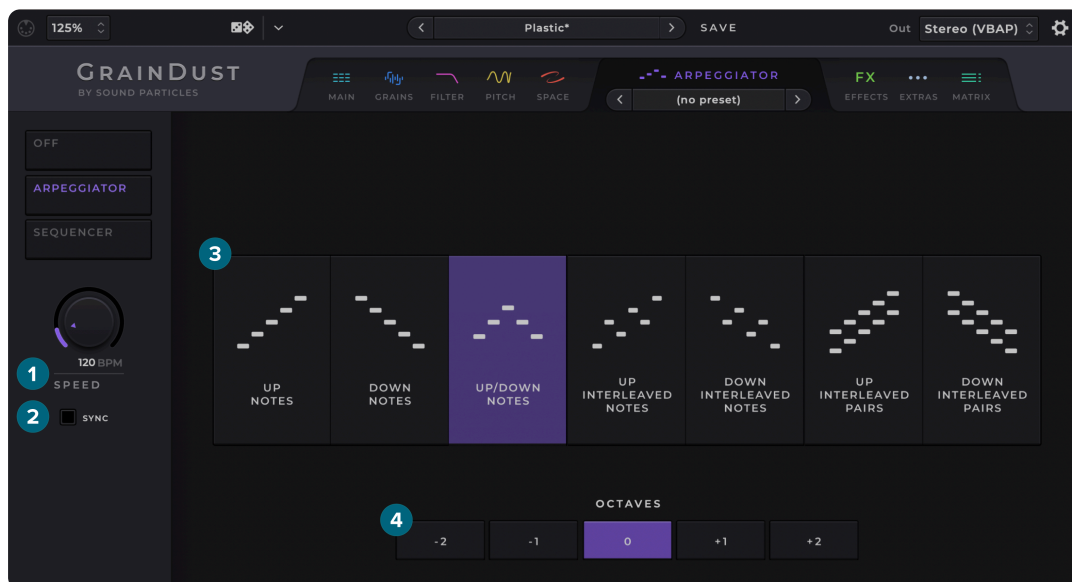 125%
Plastic*
SAVE
Out
Stereo (VBAP)
GRAINDUST
BY SOUND PARTICLES
MAIN
GRAINS
FILTER
PITCH
SPACE
ARPEGGIATOR
(no preset)
FX
EFFECTS
EXTRAS
MATRIX
OFF
ARPEGGIATOR
SEQUENCER
120 BPM
1
SPEED
2
SYNC
3
UP
NOTES
DOWN
NOTES
UP/DOWN
NOTES
UP
INTERLEAVED
NOTES
DOWN
INTERLEAVED
NOTES
UP
INTERLEAVED
PAIRS
DOWN
INTERLEAVED
PAIRS
OCTAVES
4
-2
-1
0
+1
+2